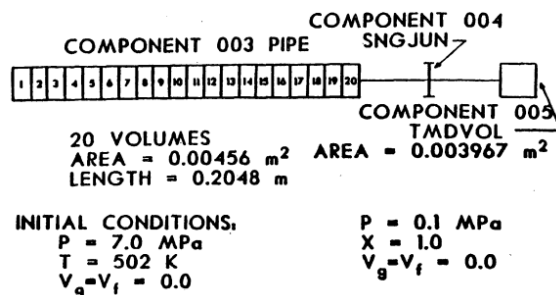 COMPONENT 004
SNGJUN
COMPONENT 003 PIPE
1 2 3 4 5 6 7 8 9 10 11 12 13 14 15 16 17 18 19 20
COMPONENT 005
TMDVOL
20 VOLUMES
AREA = 0.00456 m²
LENGTH = 0.2048 m
AREA = 0.003967 m²
INITIAL CONDITIONS:
P = 7.0 MPa
T = 502 K
Vg=Vf = 0.0
P = 0.1 MPa
X = 1.0
Vg=Vf = 0.0